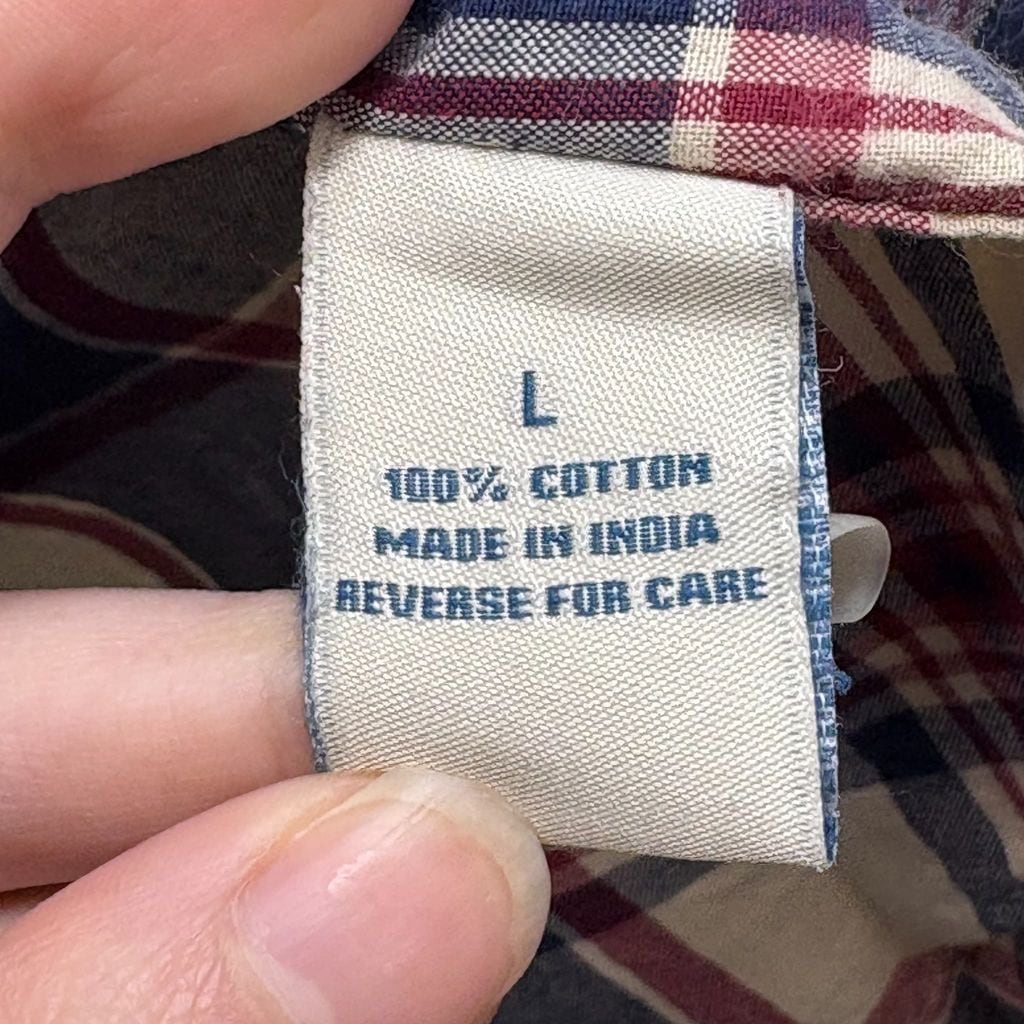 L
100% COTTON
MADE IN INDIA
REVERSE FOR CARE